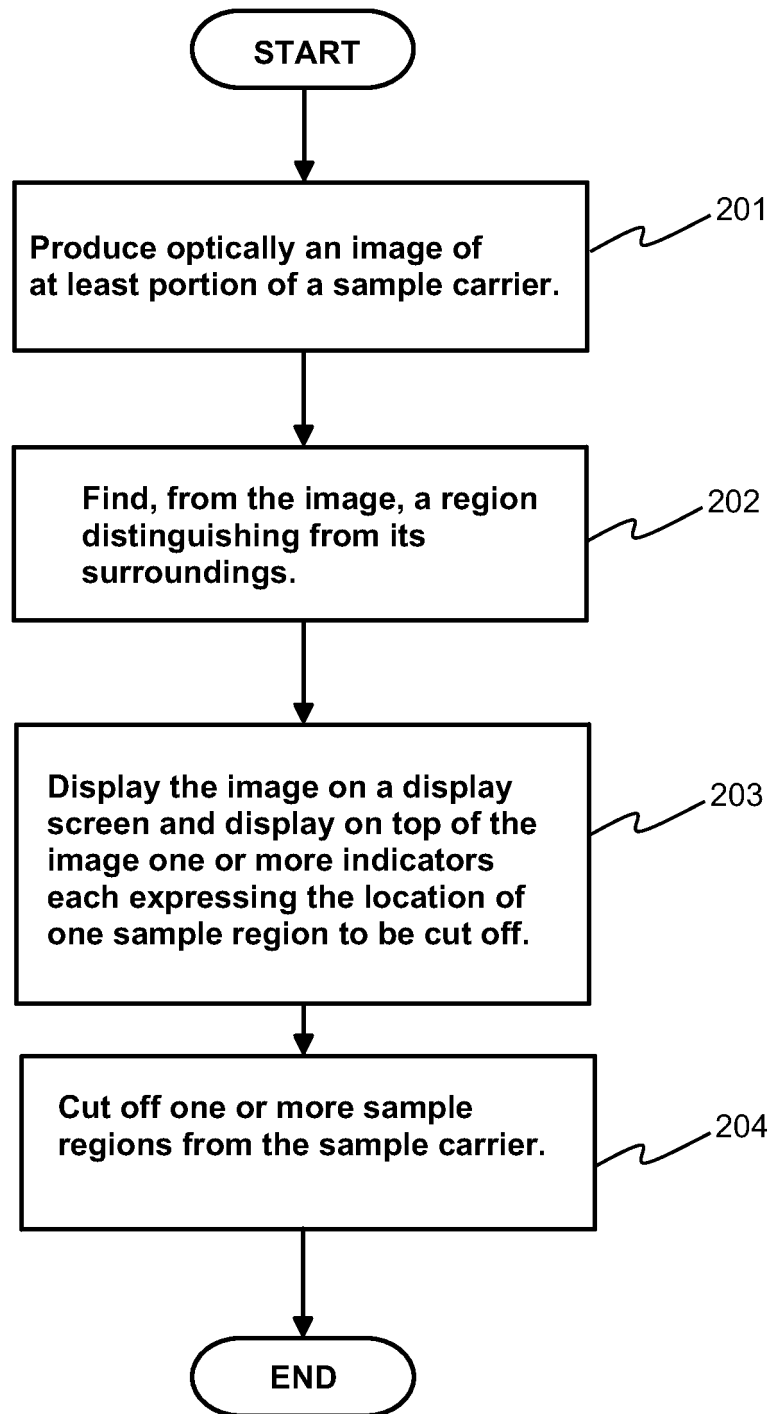 START
Produce optically an image of
at least portion of a sample carrier.
201
Find, from the image, a region
distinguishing from its
surroundings.
202
Display the image on a display
screen and display on top of the
image one or more indicators
each expressing the location of
one sample region to be cut off.
203
Cut off one or more sample
regions from the sample carrier.
204
END